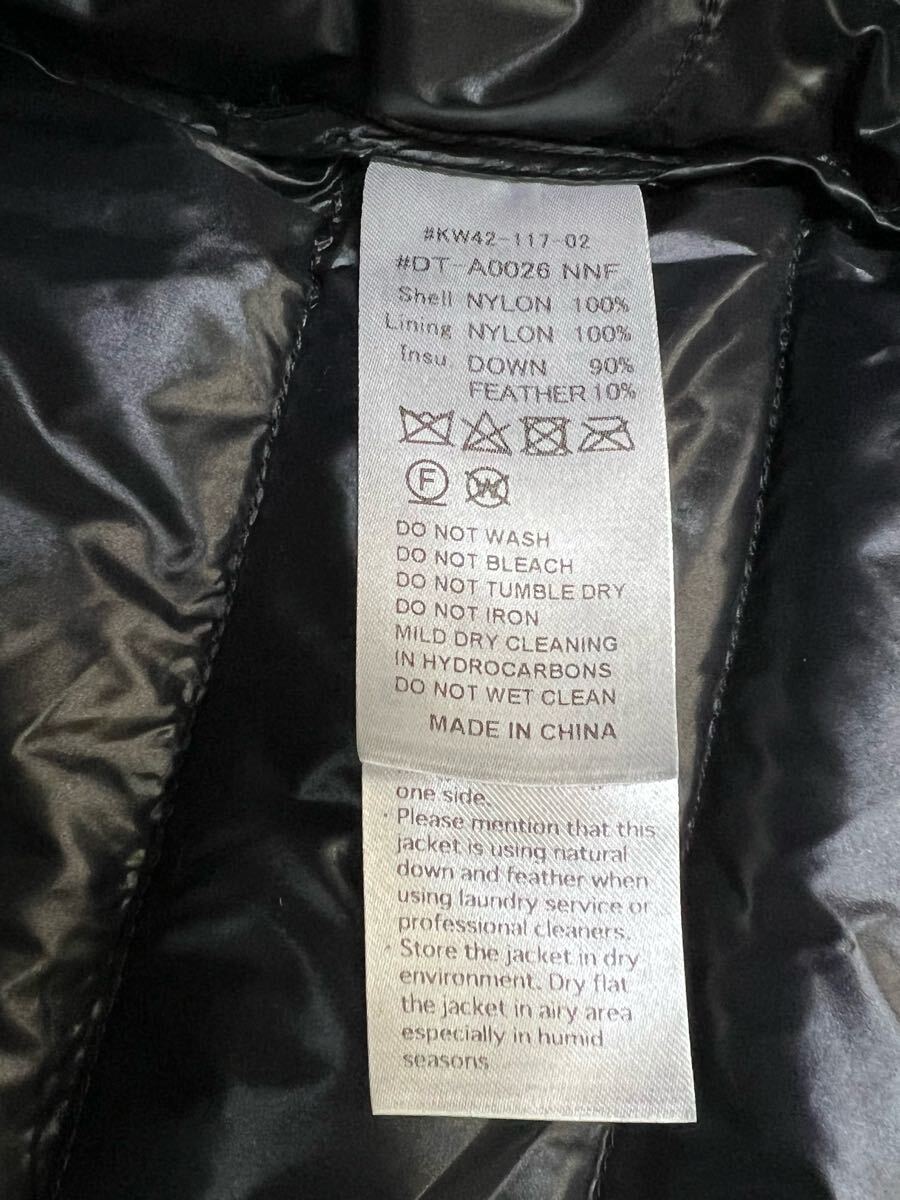 #KW42-117-02
#DT-A0026 NNF
Shell NYLON 100%
Lining NYLON 100%
Insu. DOWN 90%
FEATHER 10%
F
W
DO NOT WASH
DO NOT BLEACH
DO NOT TUMBLE DRY
DO NOT IRON
MILD DRY CLEANING
IN HYDROCARBONS
DO NOT WET CLEAN
MADE IN CHINA
one side.
· Please mention that this
jacket is using natural
down and feather when
using laundry service or
professional cleaners.
· Store the jacket in dry
environment. Dry flat
the jacket in airy area
especially in humid
seasons.